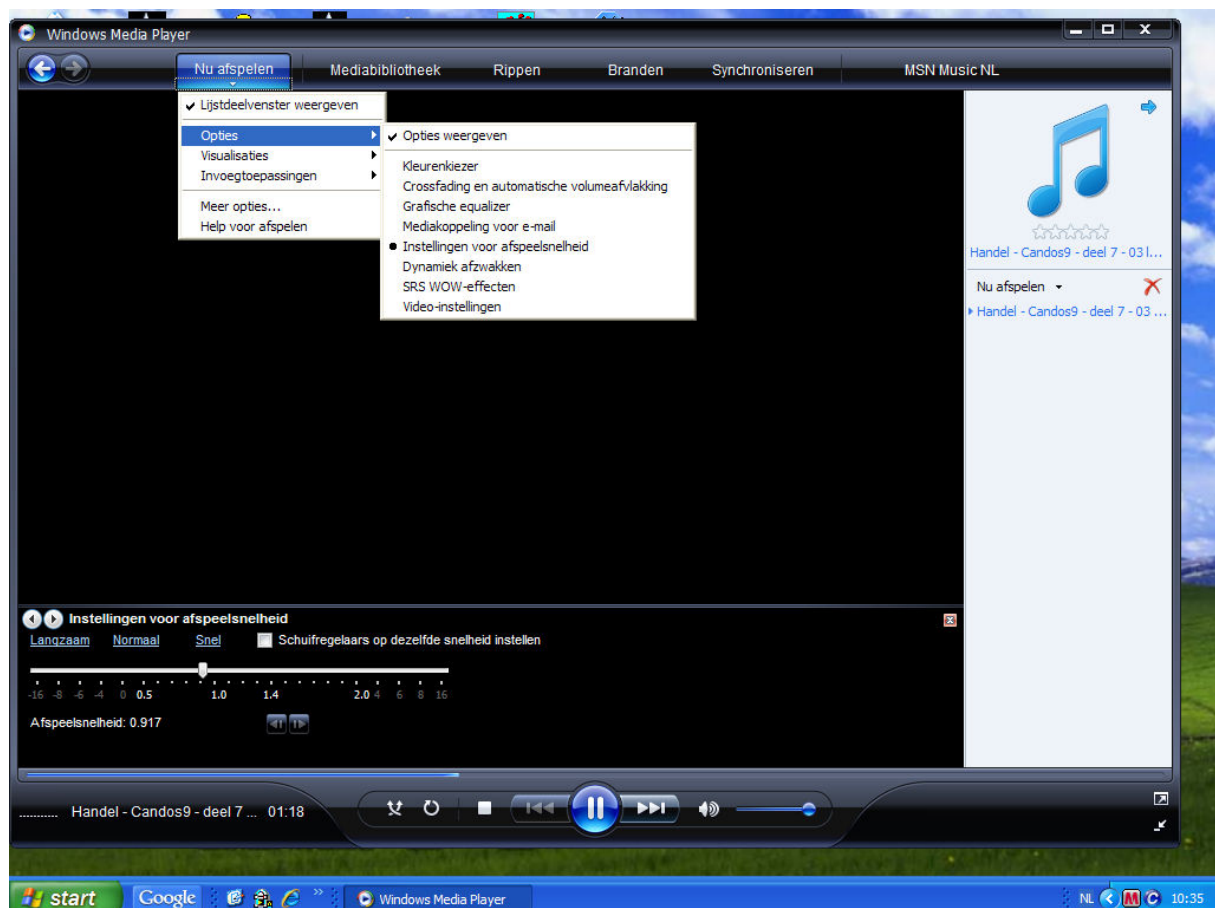 Windows Media Player
Nu afspelen Mediabibliotheek Rippen Branden Synchroniseren MSN Music NL
Lijstdeelvenster weergeven
Opties
Visualisaties
Invoegtoepassingen
Meer opties...
Help voor afspelen
Opties weergeven
Kleurenkiezer
Crossfading en automatische volumeafvlakking
Grafische equalizer
Mediakoppeling voor e-mail
Instellingen voor afspeelsnelheid
Dynamiek afzwakken
SRS WOW-effecten
Video-instellingen
Handel - Candos9 - deel 7 - 03 l...
Nu afspelen
Handel - Candos9 - deel 7 - 03 ...
Instellingen voor afspeelsnelheid
Langzaam Normaal Snel Schuifregelaars op dezelfde snelheid instellen
-16 -8 -6 -4 0 0.5 1.0 1.4 2.0 4 6 8 16
Afspeelsnelheid: 0.917
.......... Handel - Candos9 - deel 7 ... 01:18
start Google Windows Media Player NL 10:35